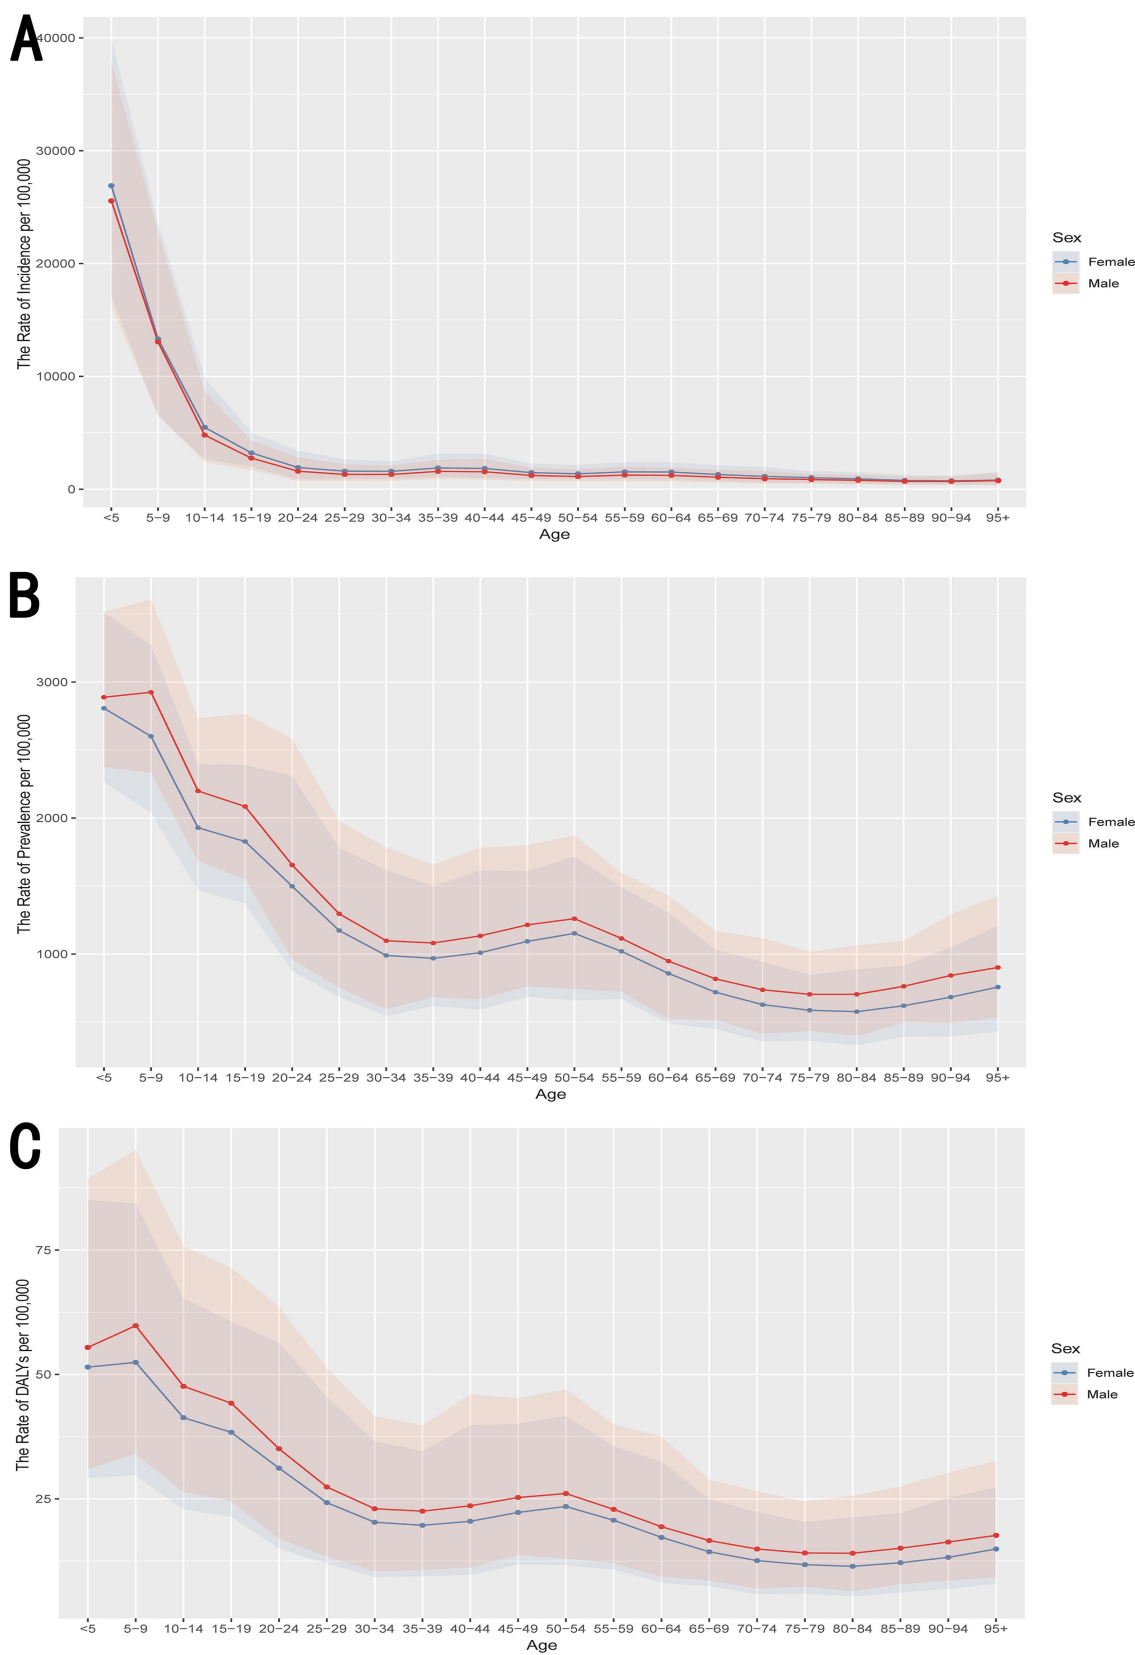 A
The Rate of Incidence per 100,000
40000
30000
20000
10000
0
<5 5–9 10–14 15–19 20–24 25–29 30–34 35–39 40–44 45–49 50–54 55–59 60–64 65–69 70–74 75–79 80–84 85–89 90–94 95+
Age
Sex
Female
Male
B
The Rate of Prevalence per 100,000
3000
2000
1000
<5 5–9 10–14 15–19 20–24 25–29 30–34 35–39 40–44 45–49 50–54 55–59 60–64 65–69 70–74 75–79 80–84 85–89 90–94 95+
Age
Sex
Female
Male
C
The Rate of DALYs per 100,000
75
50
25
<5 5–9 10–14 15–19 20–24 25–29 30–34 35–39 40–44 45–49 50–54 55–59 60–64 65–69 70–74 75–79 80–84 85–89 90–94 95+
Age
Sex
Female
Male